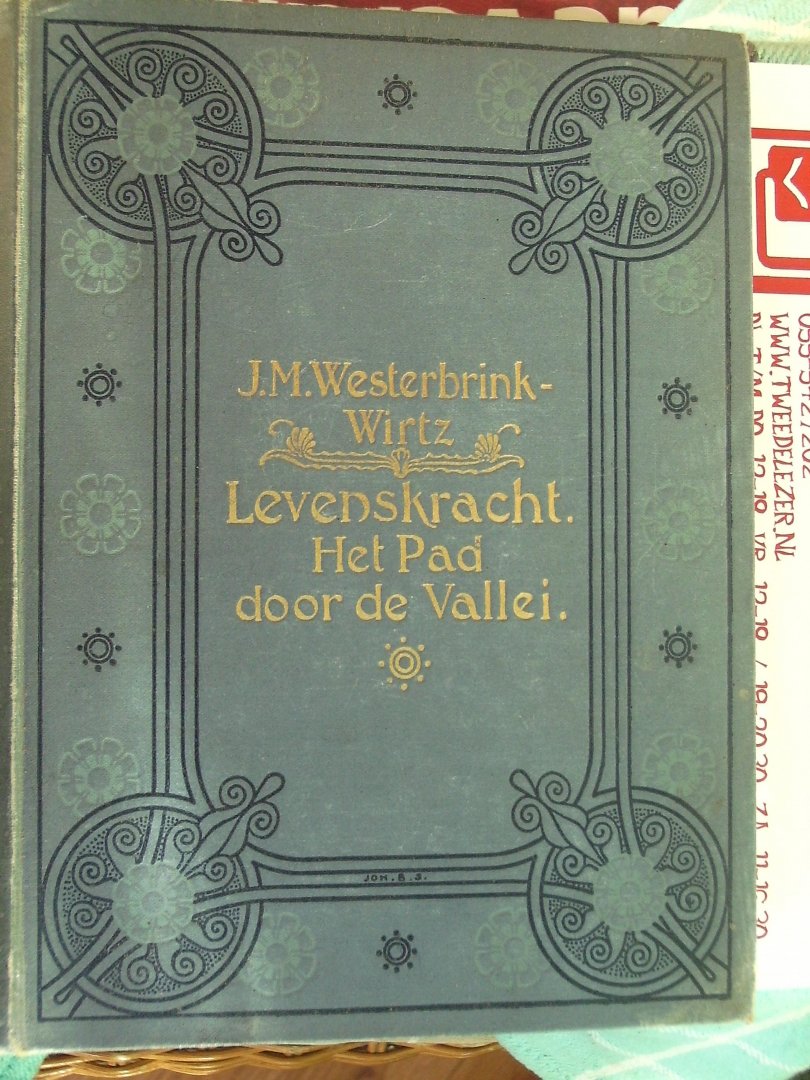 J.M. Westerbrink-
Wirtz
Levenskracht.
Het Pad
door de Vallei.
JOH. B. S.
WWW.TWEEDELEZER.NL